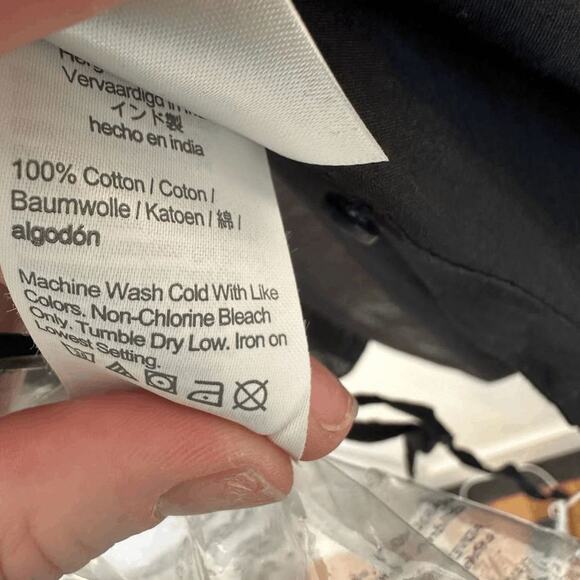 Vervaardigd in
インド製
hecho en india
100% Cotton / Coton /
Baumwolle / Katoen / 綿 /
algodón
Machine Wash Cold With Like
Colors. Non-Chlorine Bleach
Only. Tumble Dry Low. Iron on
Lowest Setting.